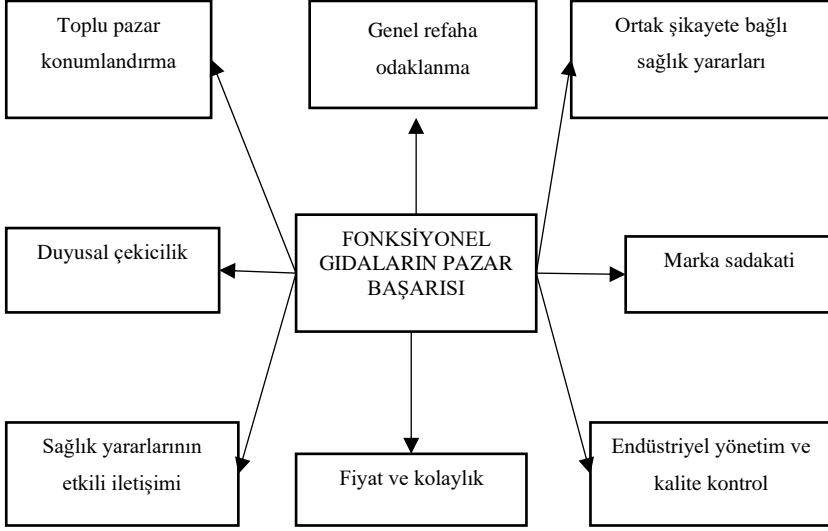 Toplu pazar
konumlandırma
Genel refaha
odaklanma
Ortak şikayete bağlı
sağlık yararları
Duyusal çekicilik
FONKSİYONEL
GIDALARIN PAZAR
BAŞARISI
Marka sadakati
Sağlık yararlarının
etkili iletişimi
Fiyat ve kolaylık
Endüstriyel yönetim ve
kalite kontrol